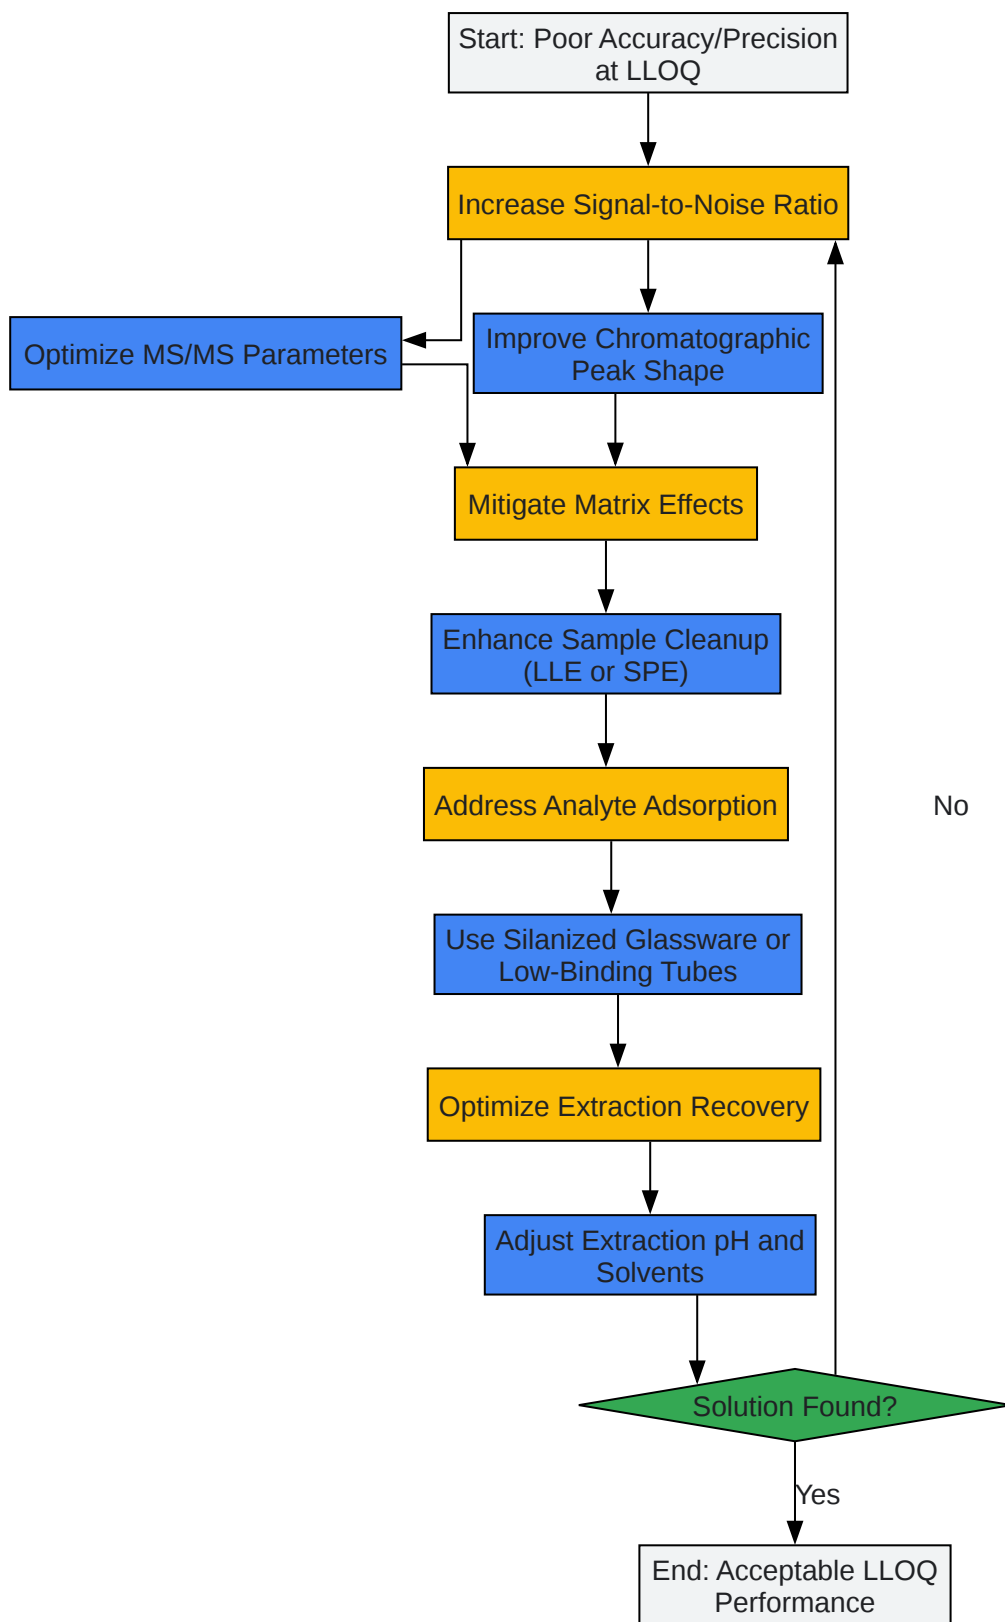 Start: Poor Accuracy/Precision
at LLOQ
Increase Signal-to-Noise Ratio
Optimize MS/MS Parameters
Improve Chromatographic
Peak Shape
Mitigate Matrix Effects
Enhance Sample Cleanup
(LLE or SPE)
Address Analyte Adsorption
No
Use Silanized Glassware or
Low-Binding Tubes
Optimize Extraction Recovery
Adjust Extraction pH and
Solvents
Solution Found?
Yes
End: Acceptable LLOQ
Performance